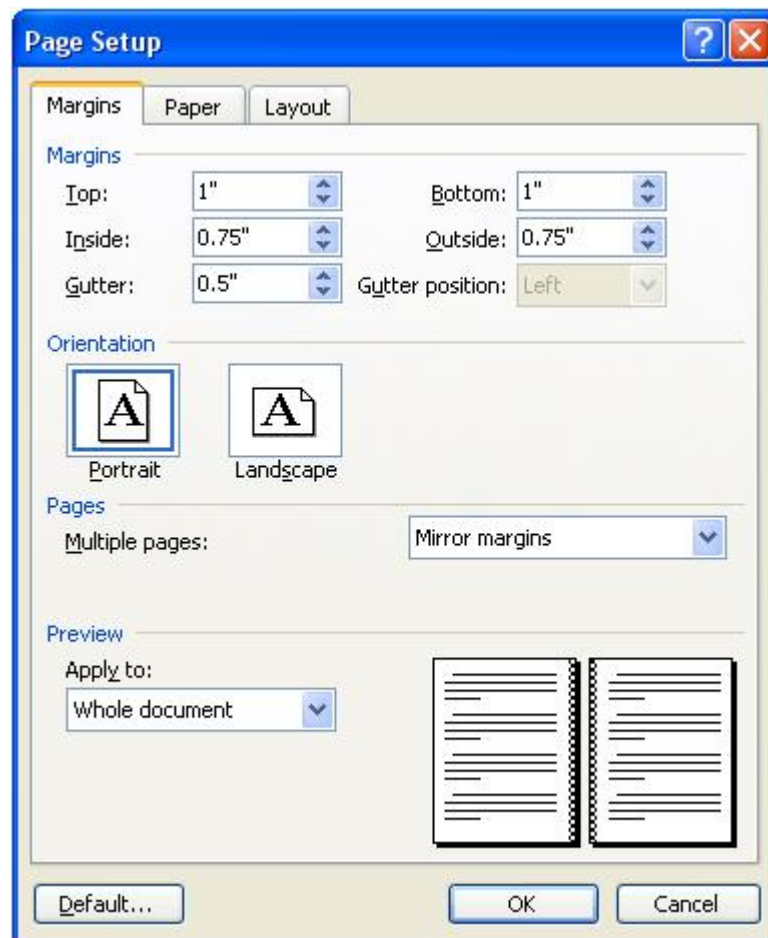 Page Setup
Margins Paper Layout
Margins
Top: 1" Bottom: 1"
Inside: 0.75" Outside: 0.75"
Gutter: 0.5" Gutter position: Left
Orientation
A A
Portrait Landscape
Pages
Multiple pages: Mirror margins
Preview
Apply to:
Whole document
Default... OK Cancel